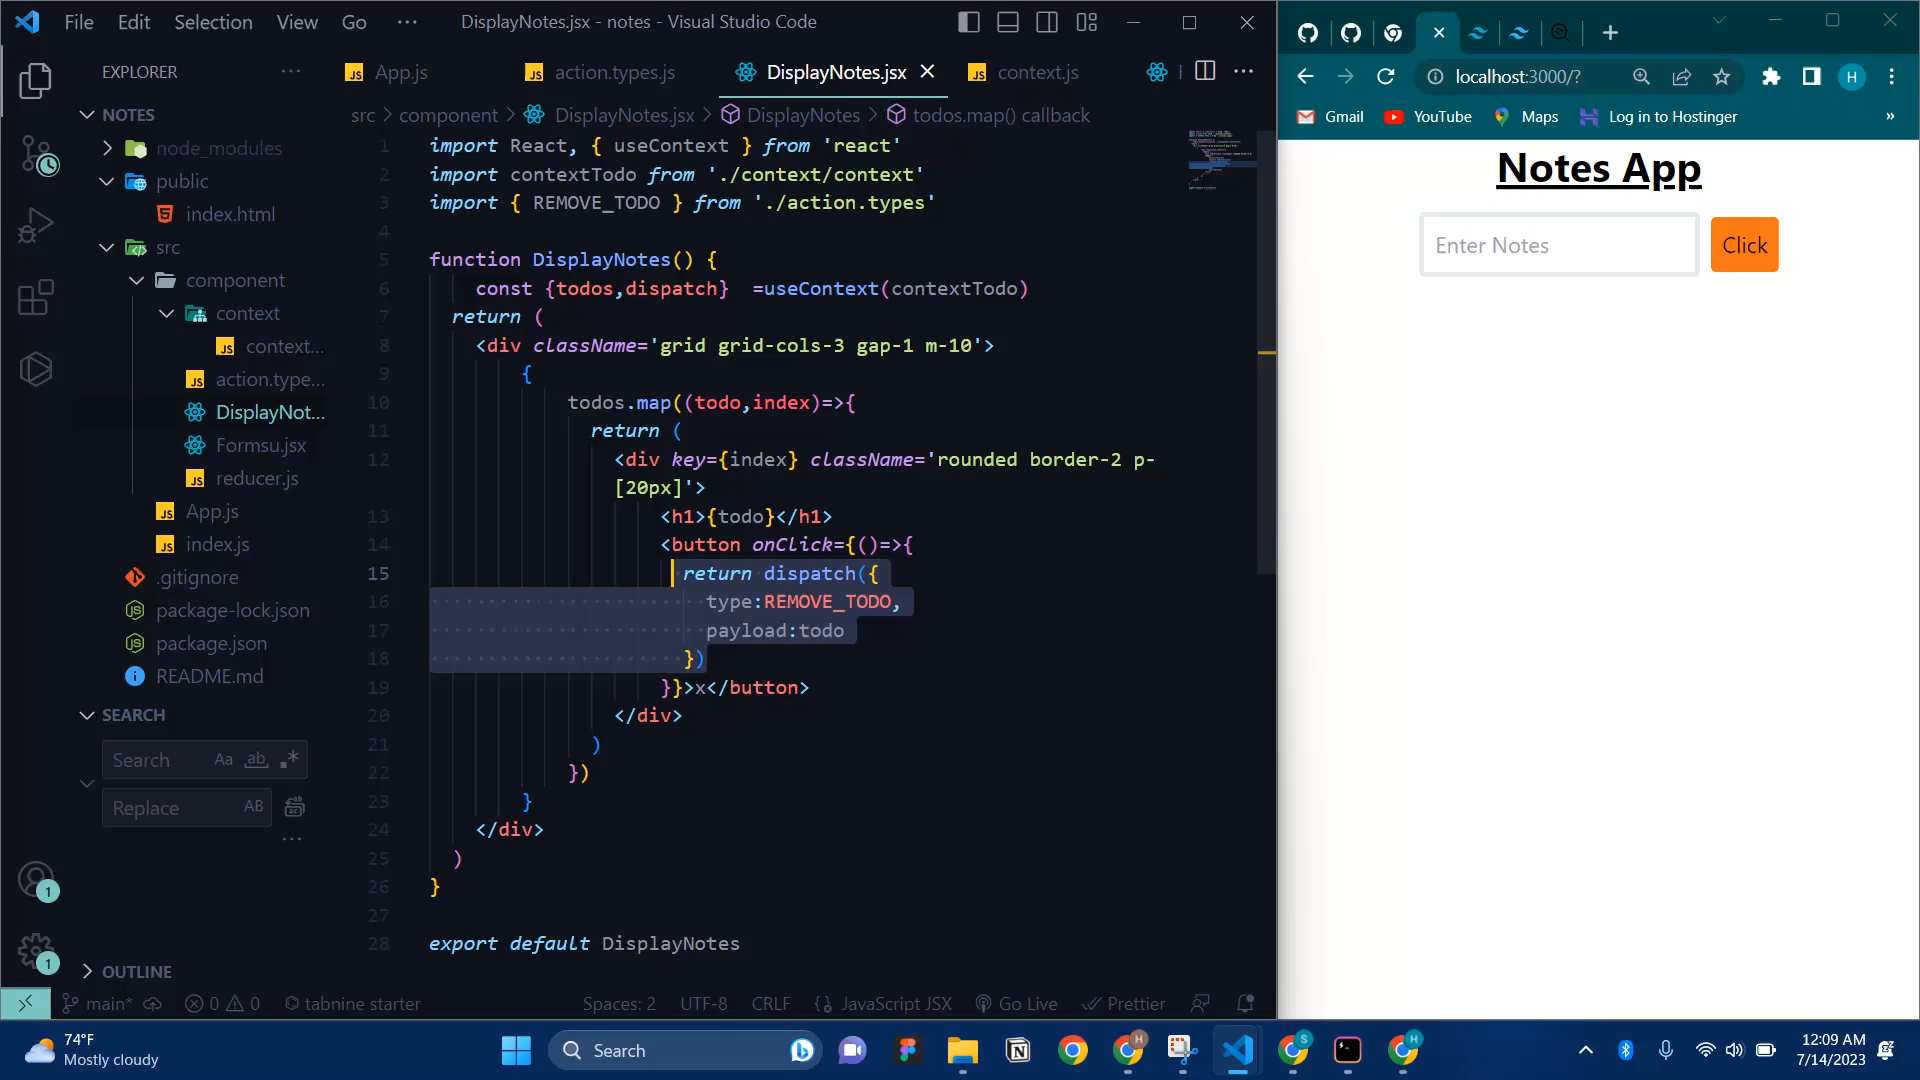 File Edit Selection View Go ··· DisplayNotes.jsx - notes - Visual Studio Code
EXPLORER ···
NOTES
node_modules
public
index.html
src
component
context
context...
action.type...
DisplayNot...
Formsu.jsx
reducer.js
App.js
index.js
.gitignore
package-lock.json
package.json
README.md
SEARCH
Search Aa ab .*
Replace AB
···
OUTLINE
1
1
App.js action.types.js DisplayNotes.jsx context.js ···
src > component > DisplayNotes.jsx > DisplayNotes > todos.map() callback
1 import React, { useContext } from 'react'
2 import contextTodo from './context/context'
3 import { REMOVE_TODO } from './action.types'
4
5 function DisplayNotes() {
6 const {todos,dispatch}  =useContext(contextTodo)
7 return (
8 <div className='grid grid-cols-3 gap-1 m-10'>
9 {
10 todos.map((todo,index)=>{
11 return (
12 <div key={index} className='rounded border-2 p-
[20px]'>
13 <h1>{todo}</h1>
14 <button onClick={()=>{
15 return dispatch({
16 type:REMOVE_TODO,
17 payload:todo
18 })
19 }}>x</button>
20 </div>
21 )
22 })
23 }
24 </div>
25 )
26 }
27
28 export default DisplayNotes
main* 0 0 tabnine starter Spaces: 2 UTF-8 CRLF {} JavaScript JSX Go Live Prettier
localhost:3000/? H
Gmail YouTube Maps Log in to Hostinger »
Notes App
Enter Notes Click
74°F
Mostly cloudy
Search
H
S
H
12:09 AM
7/14/2023